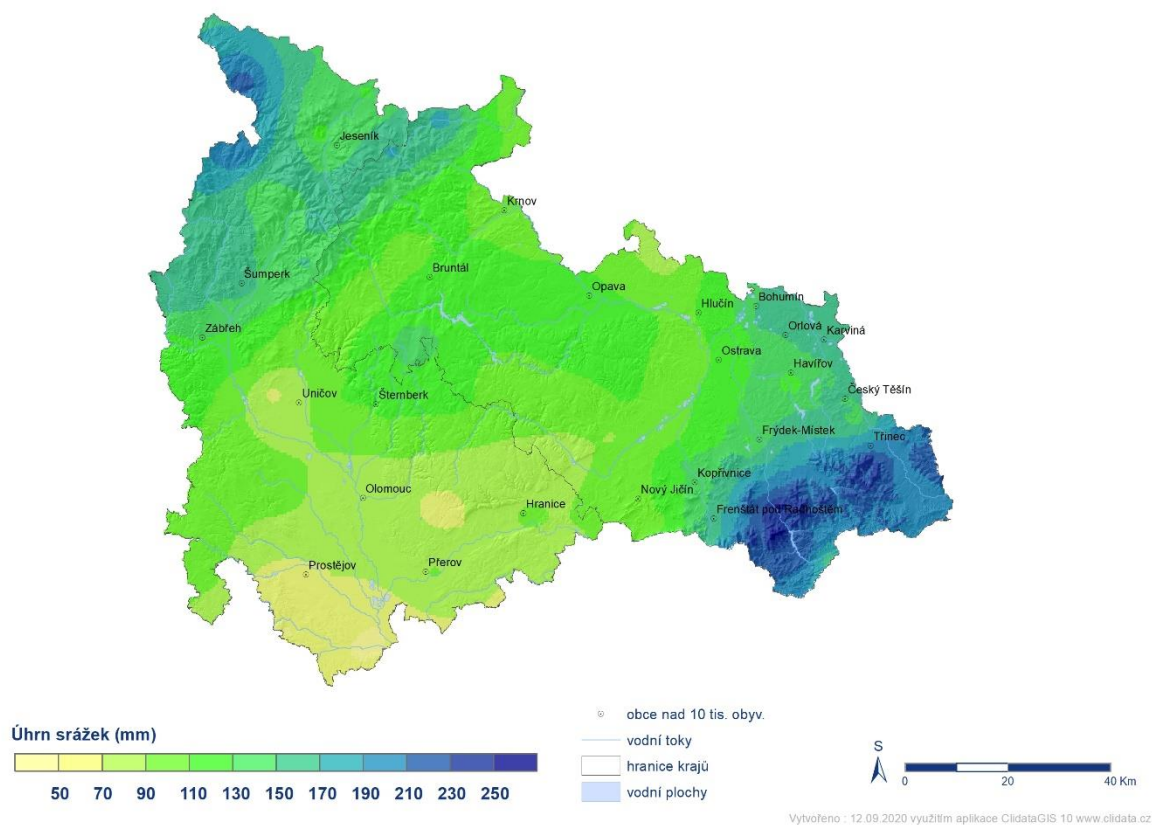 Jeseník
Krnov
Šumperk
Bruntál
Opava
Bohumín
Hlučín
Zábřeh
Orlová
Karviná
Ostrava
Havířov
Uničov
Šternberk
Český Těšín
Frýdek-Místek
Třinec
Kopřivnice
Olomouc
Nový Jičín
Hranice
Frenštát pod Radhoštěm
Prostějov
Přerov
Úhrn srážek (mm)
50 70 90 110 130 150 170 190 210 230 250
obce nad 10 tis. obyv.
vodní toky
hranice krajů
vodní plochy
S
0 20 40 Km
Vytvořeno : 12.09.2020 využitím aplikace ClidataGIS 10 www.clidata.cz